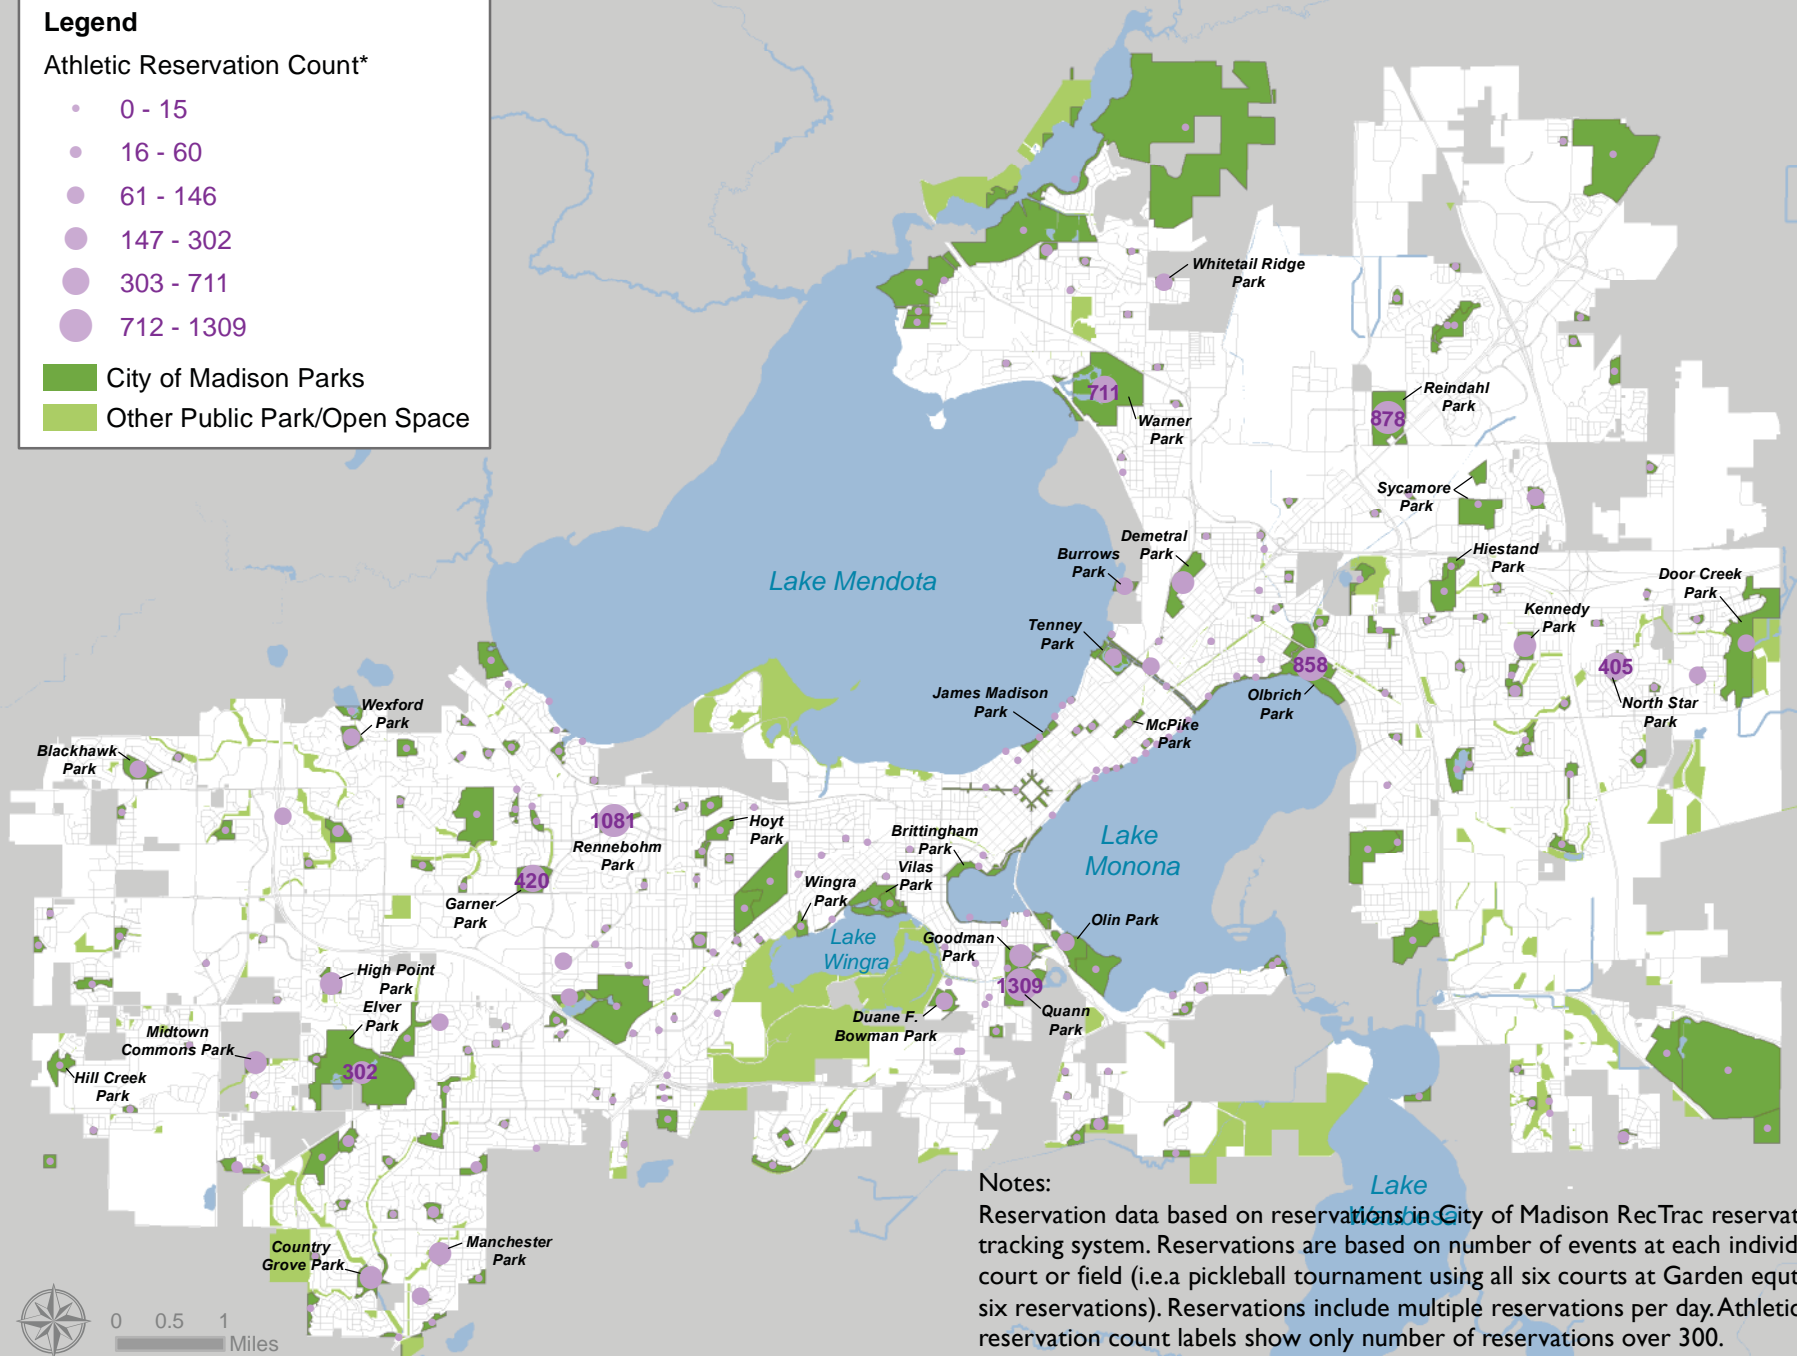 Legend
Athletic Reservation Count*
0 - 15
16 - 60
61 - 146
147 - 302
303 - 711
712 - 1309
City of Madison Parks
Other Public Park/Open Space
Whitetail Ridge
Park
711
Warner
Park
Reindahl
Park
878
Sycamore
Park
Demetral
Park
Burrows
Park
Hiestand
Park
Door Creek
Park
Lake Mendota
Kennedy
Park
Tenney
Park
858
Olbrich
Park
405
North Star
Park
James Madison
Park
McPike
Park
Wexford
Park
Blackhawk
Park
1081
Rennebohm
Park
Hoyt
Park
Brittingham
Park
Lake
Monona
Vilas
Park
Wingra
Park
420
Garner
Park
Olin Park
Lake
Wingra
Goodman
Park
High Point
Park
1309
Quann
Park
Elver
Park
Duane F.
Bowman Park
Midtown
Commons Park
302
Hill Creek
Park
Manchester
Park
Country
Grove Park
0 0.5 1
Miles
Lake
Waubesa
Notes:
Reservation data based on reservations in City of Madison RecTrac reservat
tracking system. Reservations are based on number of events at each individ
court or field (i.e.a pickleball tournament using all six courts at Garden equt
six reservations). Reservations include multiple reservations per day. Athletic
reservation count labels show only number of reservations over 300.